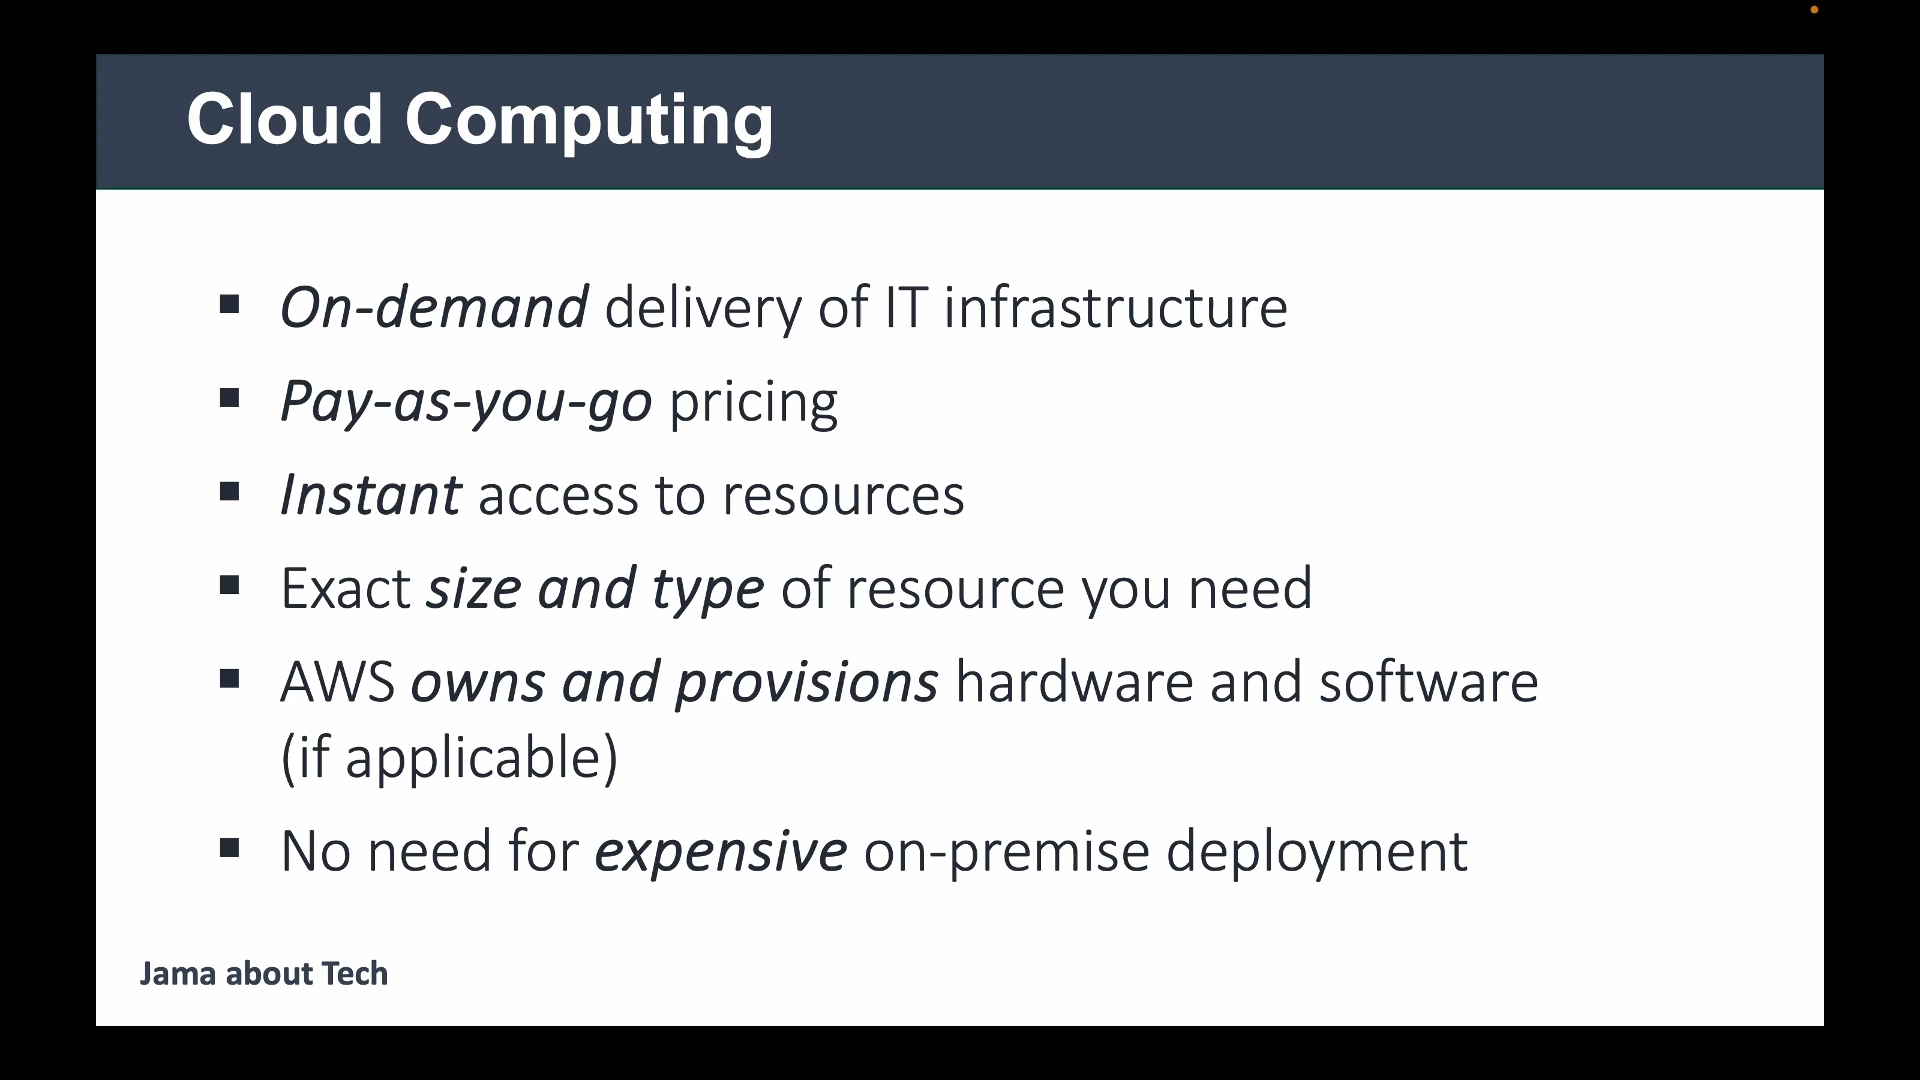 Cloud Computing
▪ On-demand delivery of IT infrastructure
▪ Pay-as-you-go pricing
▪ Instant access to resources
▪ Exact size and type of resource you need
▪ AWS owns and provisions hardware and software
(if applicable)
▪ No need for expensive on-premise deployment
Jama about Tech